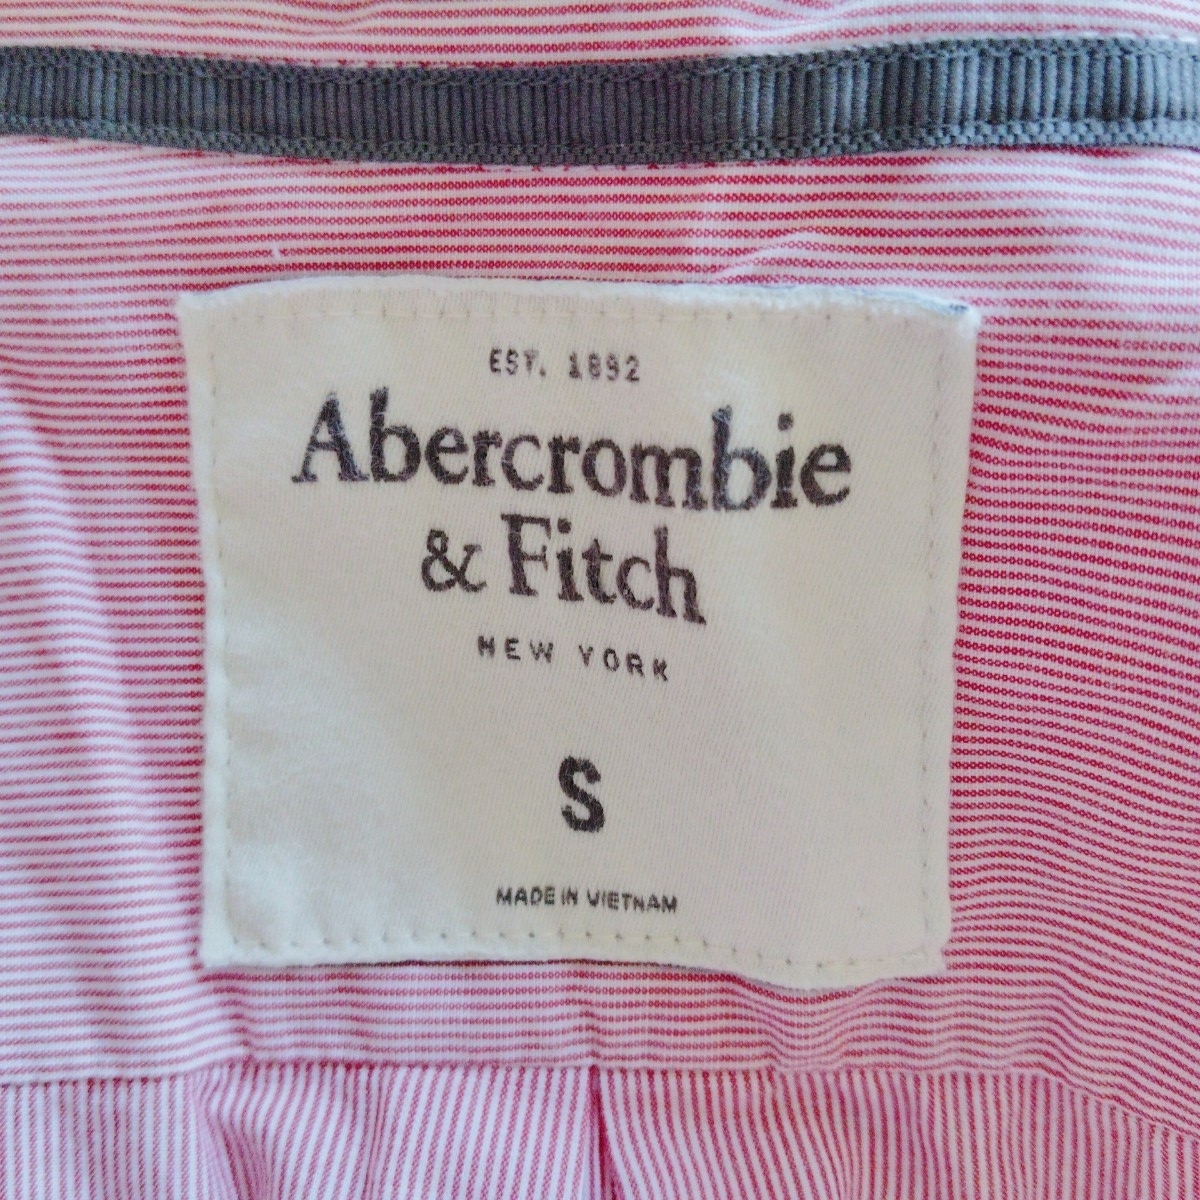 EST. 1892
Abercrombie
& Fitch
NEW YORK
S
MADE IN VIETNAM